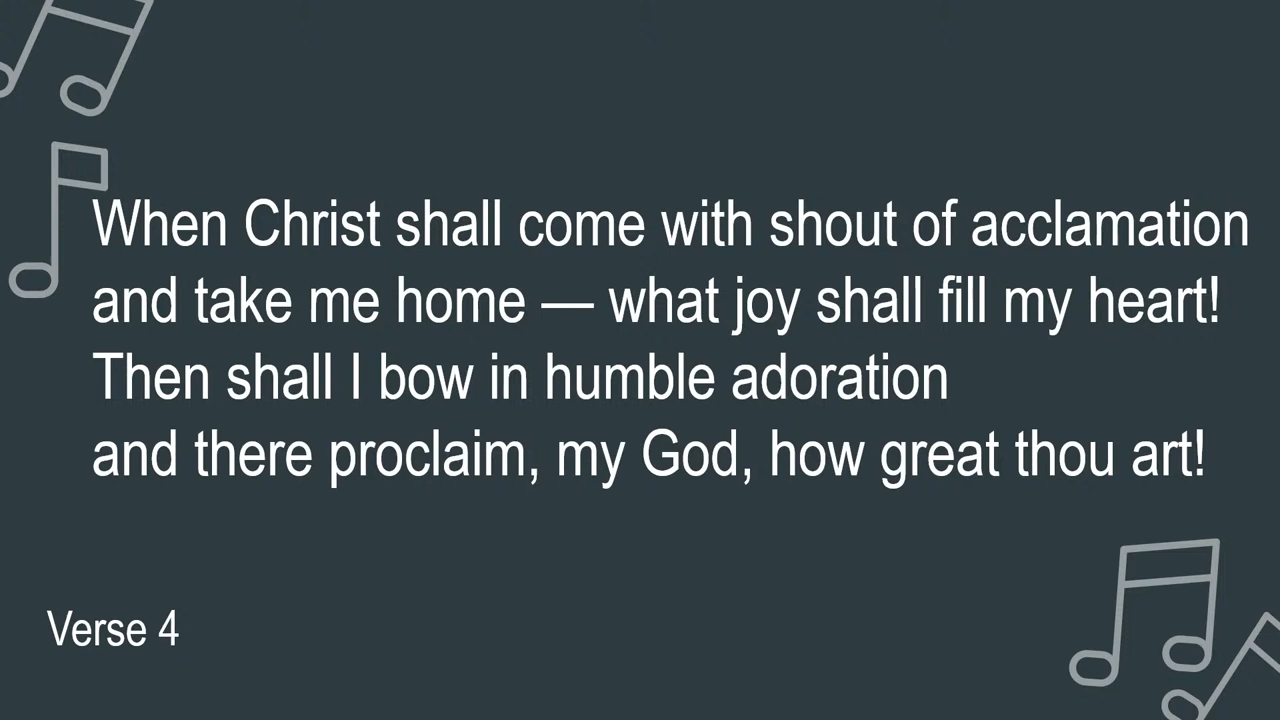 When Christ shall come with shout of acclamation
and take me home — what joy shall fill my heart!
Then shall I bow in humble adoration
and there proclaim, my God, how great thou art!
Verse 4